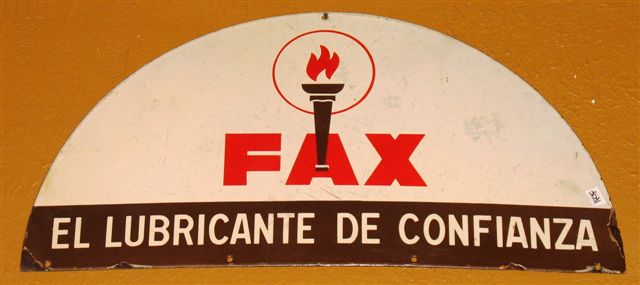 FAX
EL LUBRICANTE DE CONFIANZA